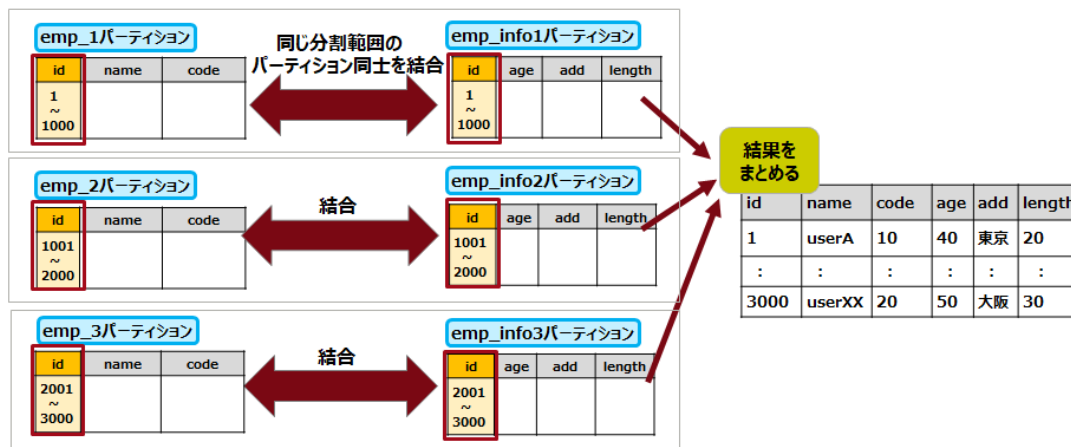 emp_1パーティション
id name code
1
~
1000
同じ分割範囲の
パーティション同士を結合
emp_info1パーティション
id age add length
1
~
1000
emp_2パーティション
id name code
1001
~
2000
結合
emp_info2パーティション
id age add length
1001
~
2000
emp_3パーティション
id name code
2001
~
3000
結合
emp_info3パーティション
id age add length
2001
~
3000
結果を
まとめる
id name code age add length
1 userA 10 40 東京 20
: : : : : :
3000 userXX 20 50 大阪 30